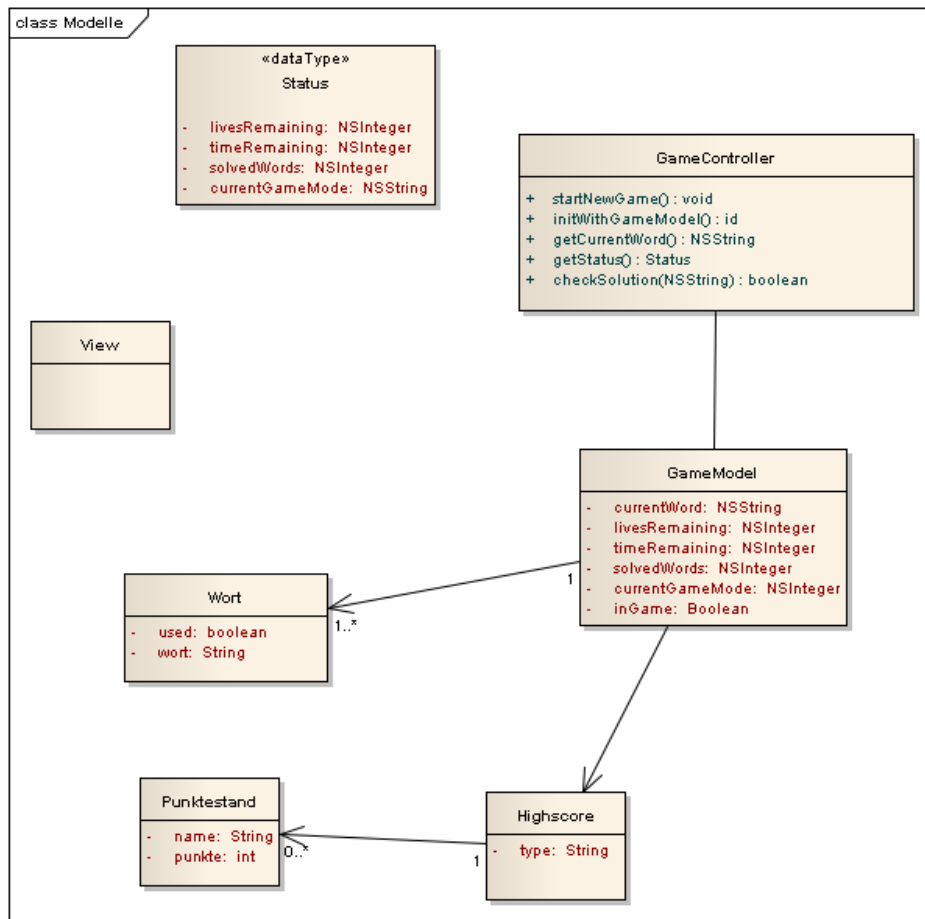 class Modelle
«dataType»
Status
- livesRemaining: NSInteger
- timeRemaining: NSInteger
- solvedWords: NSInteger
- currentGameMode: NSString
GameController
+ startNewGame() : void
+ initWithGameModel() : id
+ getCurrentWord() : NSString
+ getStatus() : Status
+ checkSolution(NSString) : boolean
View
GameModel
- currentWord: NSString
- livesRemaining: NSInteger
- timeRemaining: NSInteger
- solvedWords: NSInteger
- currentGameMode: NSInteger
- inGame: Boolean
1
1..*
Wort
- used: boolean
- wort: String
Punktestand
- name: String
- punkte: int
0..*
1
Highscore
- type: String